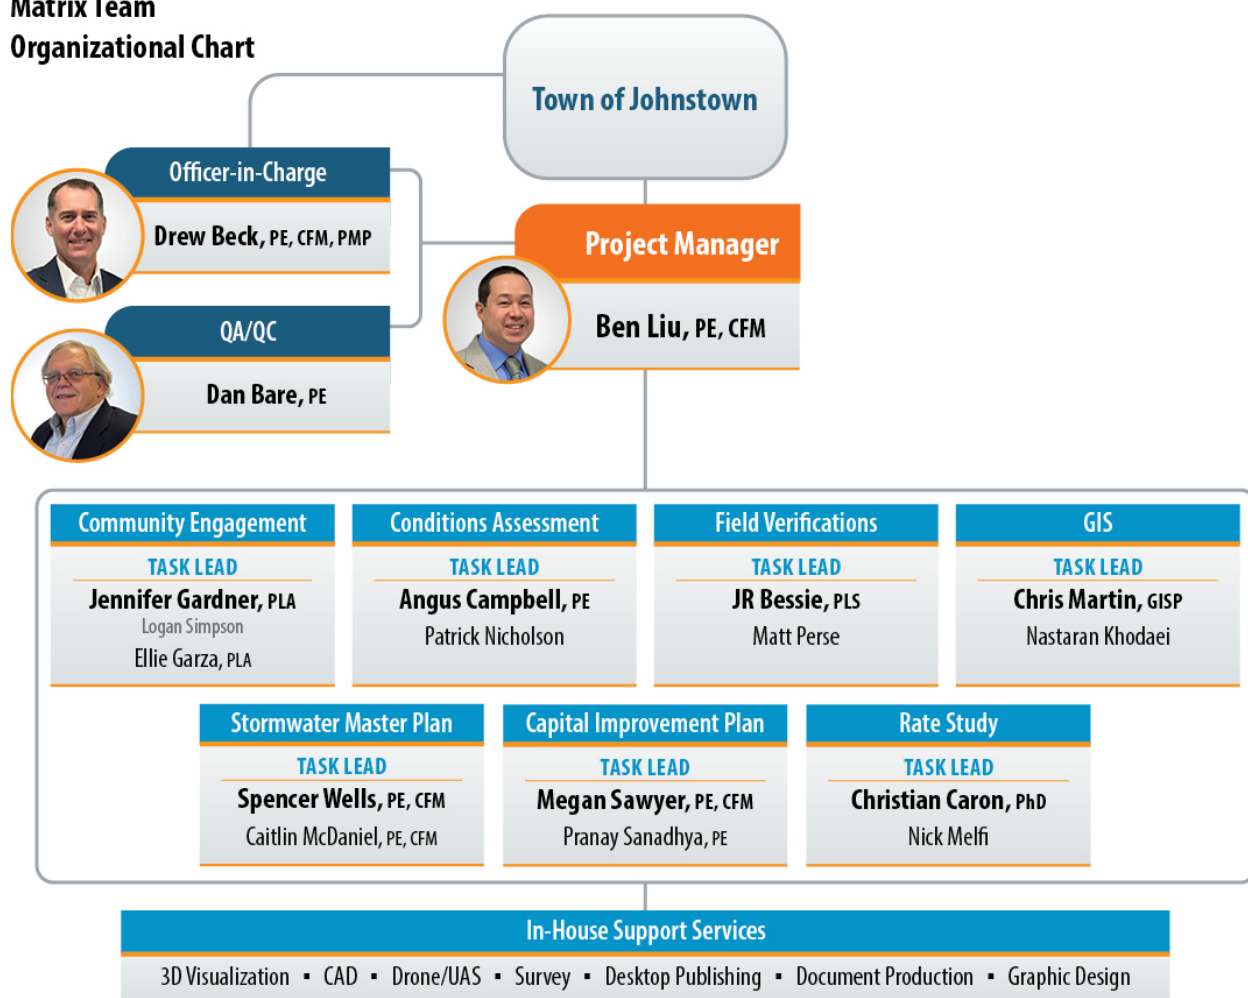 Matrix Team
Organizational Chart
Town of Johnstown
Officer-in-Charge
Drew Beck, PE, CFM, PMP
Project Manager
Ben Liu, PE, CFM
QA/QC
Dan Bare, PE
Community Engagement
TASK LEAD
Jennifer Gardner, PLA
Logan Simpson
Ellie Garza, PLA
Conditions Assessment
TASK LEAD
Angus Campbell, PE
Patrick Nicholson
Field Verifications
TASK LEAD
JR Bessie, PLS
Matt Perse
GIS
TASK LEAD
Chris Martin, GISP
Nastaran Khodaei
Stormwater Master Plan
TASK LEAD
Spencer Wells, PE, CFM
Caitlin McDaniel, PE, CFM
Capital Improvement Plan
TASK LEAD
Megan Sawyer, PE, CFM
Pranay Sanadhya, PE
Rate Study
TASK LEAD
Christian Caron, PhD
Nick Melfi
In-House Support Services
3D Visualization ▪ CAD ▪ Drone/UAS ▪ Survey ▪ Desktop Publishing ▪ Document Production ▪ Graphic Design